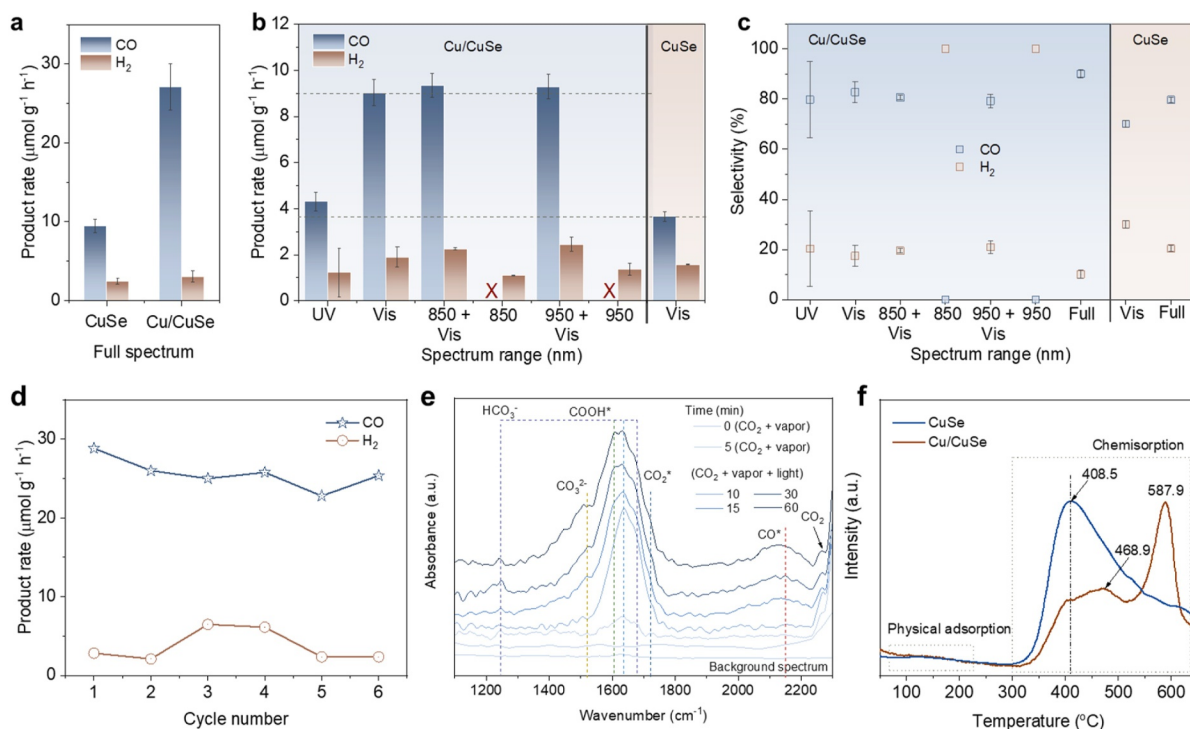 a
CO
H₂
Product rate (μmol g⁻¹ h⁻¹)
30
20
10
0
CuSe
Cu/CuSe
Full spectrum
b
Cu/CuSe
CuSe
CO
H₂
Product rate (μmol g⁻¹ h⁻¹)
12
10
8
6
4
2
0
X
X
UV
Vis
850 +
Vis
850
950 +
Vis
950
Vis
Spectrum range (nm)
c
Cu/CuSe
CuSe
CO
H₂
Selectivity (%)
100
80
60
40
20
0
UV
Vis
850 +
Vis
850
950 +
Vis
950
Full
Vis
Full
Spectrum range (nm)
d
CO
H₂
Product rate (μmol g⁻¹ h⁻¹)
30
20
10
0
1 2 3 4 5 6
Cycle number
e
HCO₃⁻
COOH*
CO₃²⁻
CO₂*
CO*
CO₂
Time (min)
0 (CO₂ + vapor)
5 (CO₂ + vapor)
(CO₂ + vapor + light)
10 30
15 60
Background spectrum
Absorbance (a.u.)
1200 1400 1600 1800 2000 2200
Wavenumber (cm⁻¹)
f
CuSe
Cu/CuSe
Chemisorption
408.5
587.9
468.9
Physical adsorption
Intensity (a.u.)
100 200 300 400 500 600
Temperature (ºC)